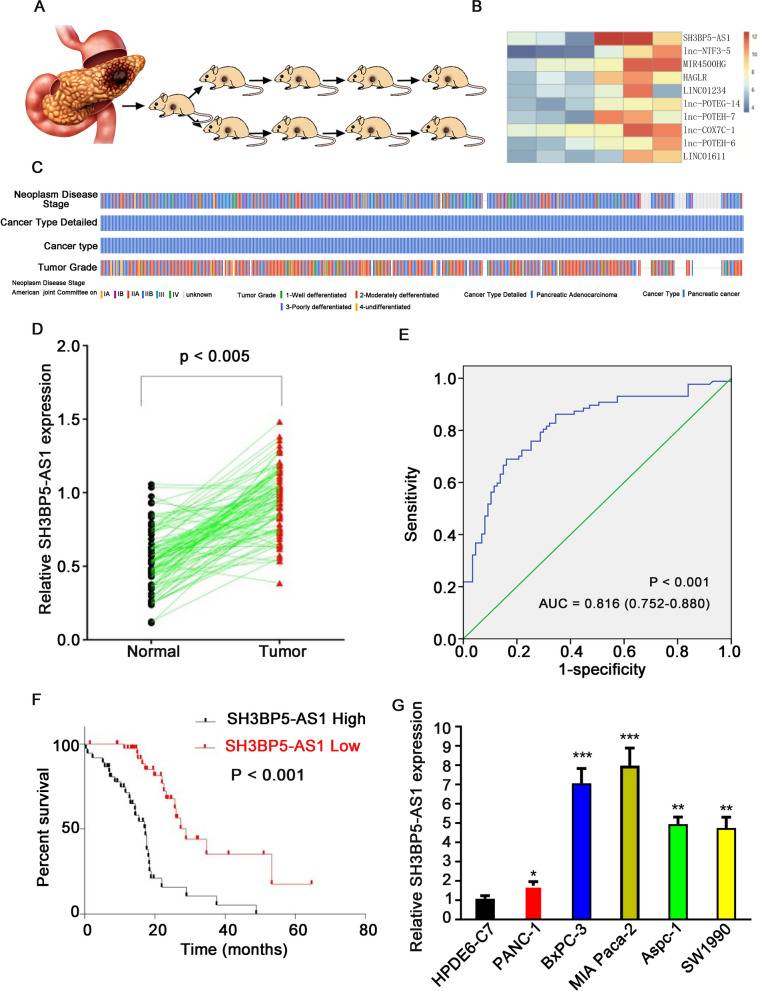 A
B
SH3BP5-AS1
lnc-NTF3-5
MIR4500HG
HAGLR
LINC01234
lnc-POTEG-14
lnc-POTEH-7
lnc-COX7C-1
lnc-POTEH-6
LINC01611
12
10
8
6
4
C
Neoplasm Disease
Stage
Cancer Type Detailed
Cancer type
Tumor Grade
Neoplasm Disease Stage
American joint Committee on IA IB IIA IIB III IV unknown
Tumor Grade 1-Well defferentiated 2-Moderately defferentiated
3-Poorly defferentiated 4-undifferentiated
Cancer Type Detailed Pancreatic Adenocarcinoma
Cancer Type Pancreatic cancer
D
Relative SH3BP5-AS1 expression
2.0
1.5
1.0
0.5
0.0
p < 0.005
Normal Tumor
E
Sensitivity
1.0
0.8
0.6
0.4
0.2
0.0
P < 0.001
AUC = 0.816 (0.752-0.880)
0.0 0.2 0.4 0.6 0.8 1.0
1-specificity
F
SH3BP5-AS1 High
SH3BP5-AS1 Low
P < 0.001
Percent survival
100
50
0
0 20 40 60 80
Time (months)
G
Relative SH3BP5-AS1 expression
10
9
8
7
6
5
4
3
2
1
0
* *** *** ** **
HPDE6-C7
PANC-1
BxPC-3
MIA Paca-2
Aspc-1
SW1990